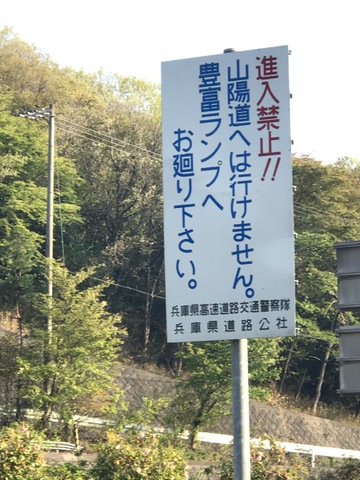 進入禁止!!
山陽道へは行けません。
豊富ランプへ
お廻り下さい。
兵庫県高速道路交通警察隊
兵庫県道路公社